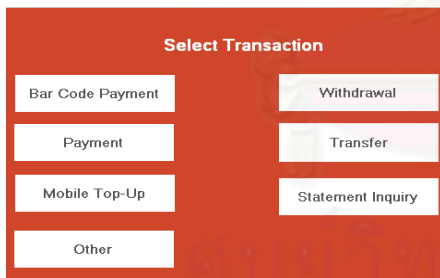 Select Transaction
Bar Code Payment
Withdrawal
Payment
Transfer
Mobile Top-Up
Statement Inquiry
Other